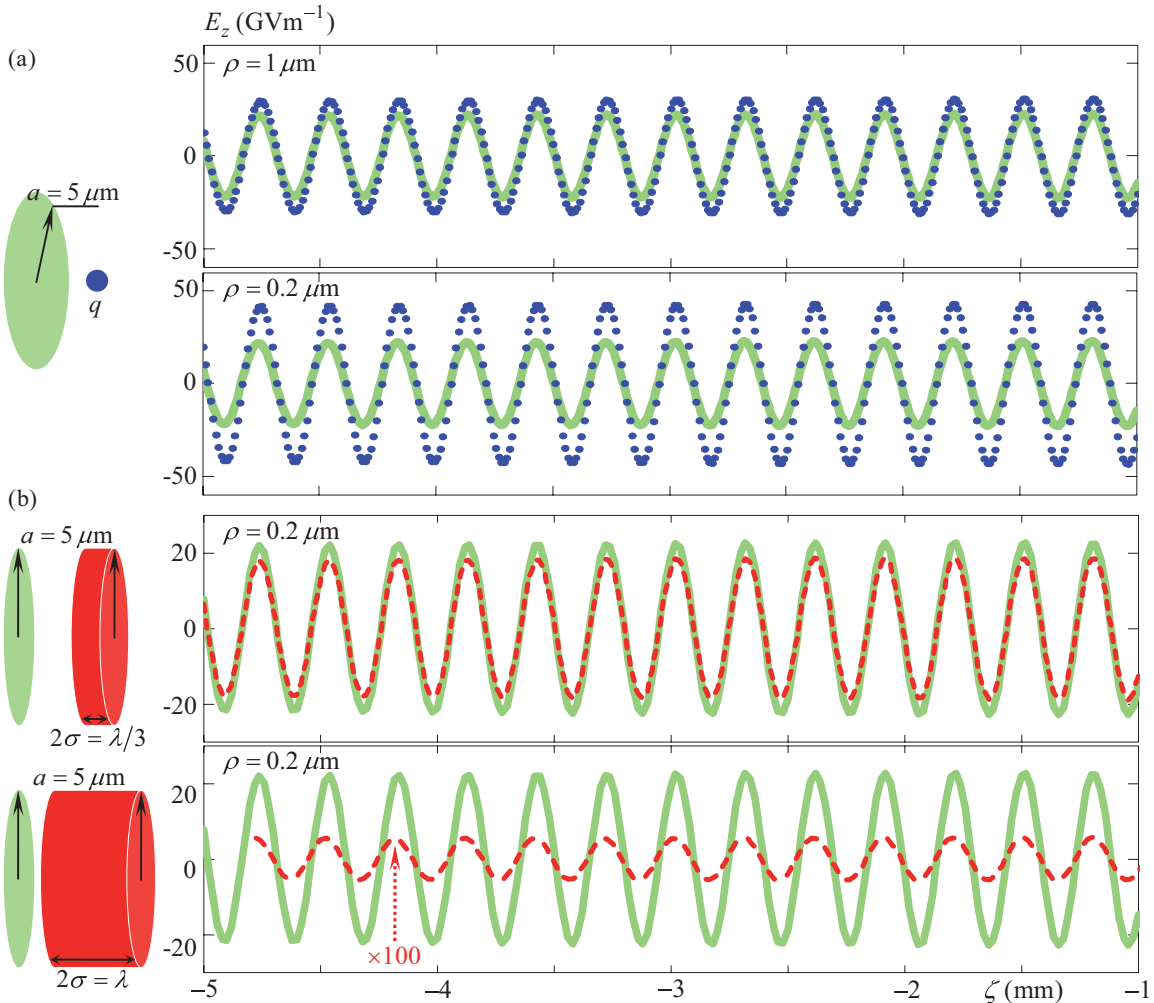 E_z (GVm⁻¹)
(a)
50
ρ = 1 μm
0
-50
a = 5 μm
q
50
ρ = 0.2 μm
0
-50
(b)
a = 5 μm
2σ = λ/3
20
ρ = 0.2 μm
0
-20
a = 5 μm
2σ = λ
20
ρ = 0.2 μm
0
-20
×100
−5 −4 −3 −2 ζ (mm) −1